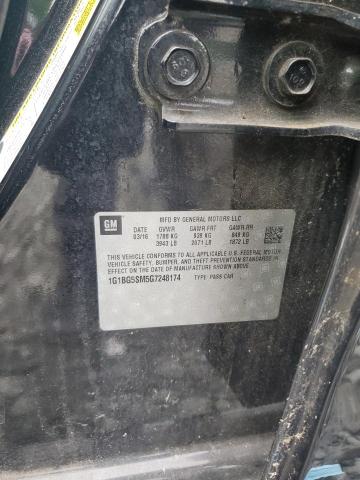 GM
MFD BY GENERAL MOTORS LLC
DATE GVWR GAWR FRT GAWR RR
03/16 1788 KG 939 KG 849 KG
3943 LB 2071 LB 1872 LB
THIS VEHICLE CONFORMS TO ALL APPLICABLE U.S. FEDERAL MOTOR
VEHICLE SAFETY, BUMPER, AND THEFT PREVENTION STANDARDS
IN EFFECT ON THE DATE OF MANUFACTURE SHOWN ABOVE.
1G1BG5SM5G7248174 TYPE: PASS CAR